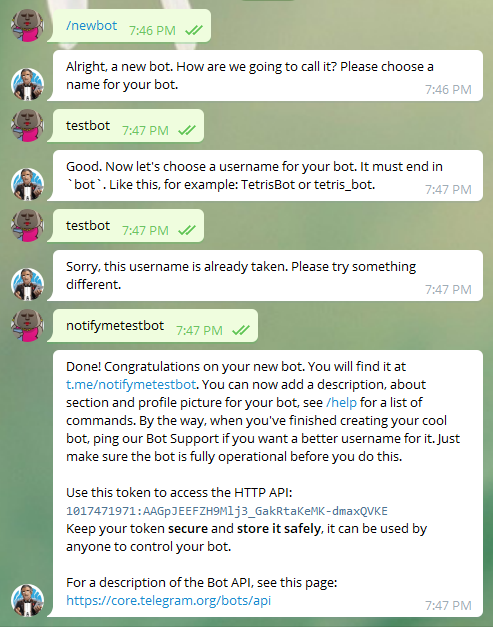 /newbot 7:46 PM
Alright, a new bot. How are we going to call it? Please choose a
name for your bot. 7:46 PM
testbot 7:47 PM
Good. Now let's choose a username for your bot. It must end in
`bot`. Like this, for example: TetrisBot or tetris_bot. 7:47 PM
testbot 7:47 PM
Sorry, this username is already taken. Please try something
different. 7:47 PM
notifymetestbot 7:47 PM
Done! Congratulations on your new bot. You will find it at
t.me/notifymetestbot. You can now add a description, about
section and profile picture for your bot, see /help for a list of
commands. By the way, when you've finished creating your cool
bot, ping our Bot Support if you want a better username for it. Just
make sure the bot is fully operational before you do this.
Use this token to access the HTTP API:
1017471971:AAGpJEEFZH9Mlj3_GakRtaKeMK-dmaxQVKE
Keep your token secure and store it safely, it can be used by
anyone to control your bot.
For a description of the Bot API, see this page:
https://core.telegram.org/bots/api 7:47 PM